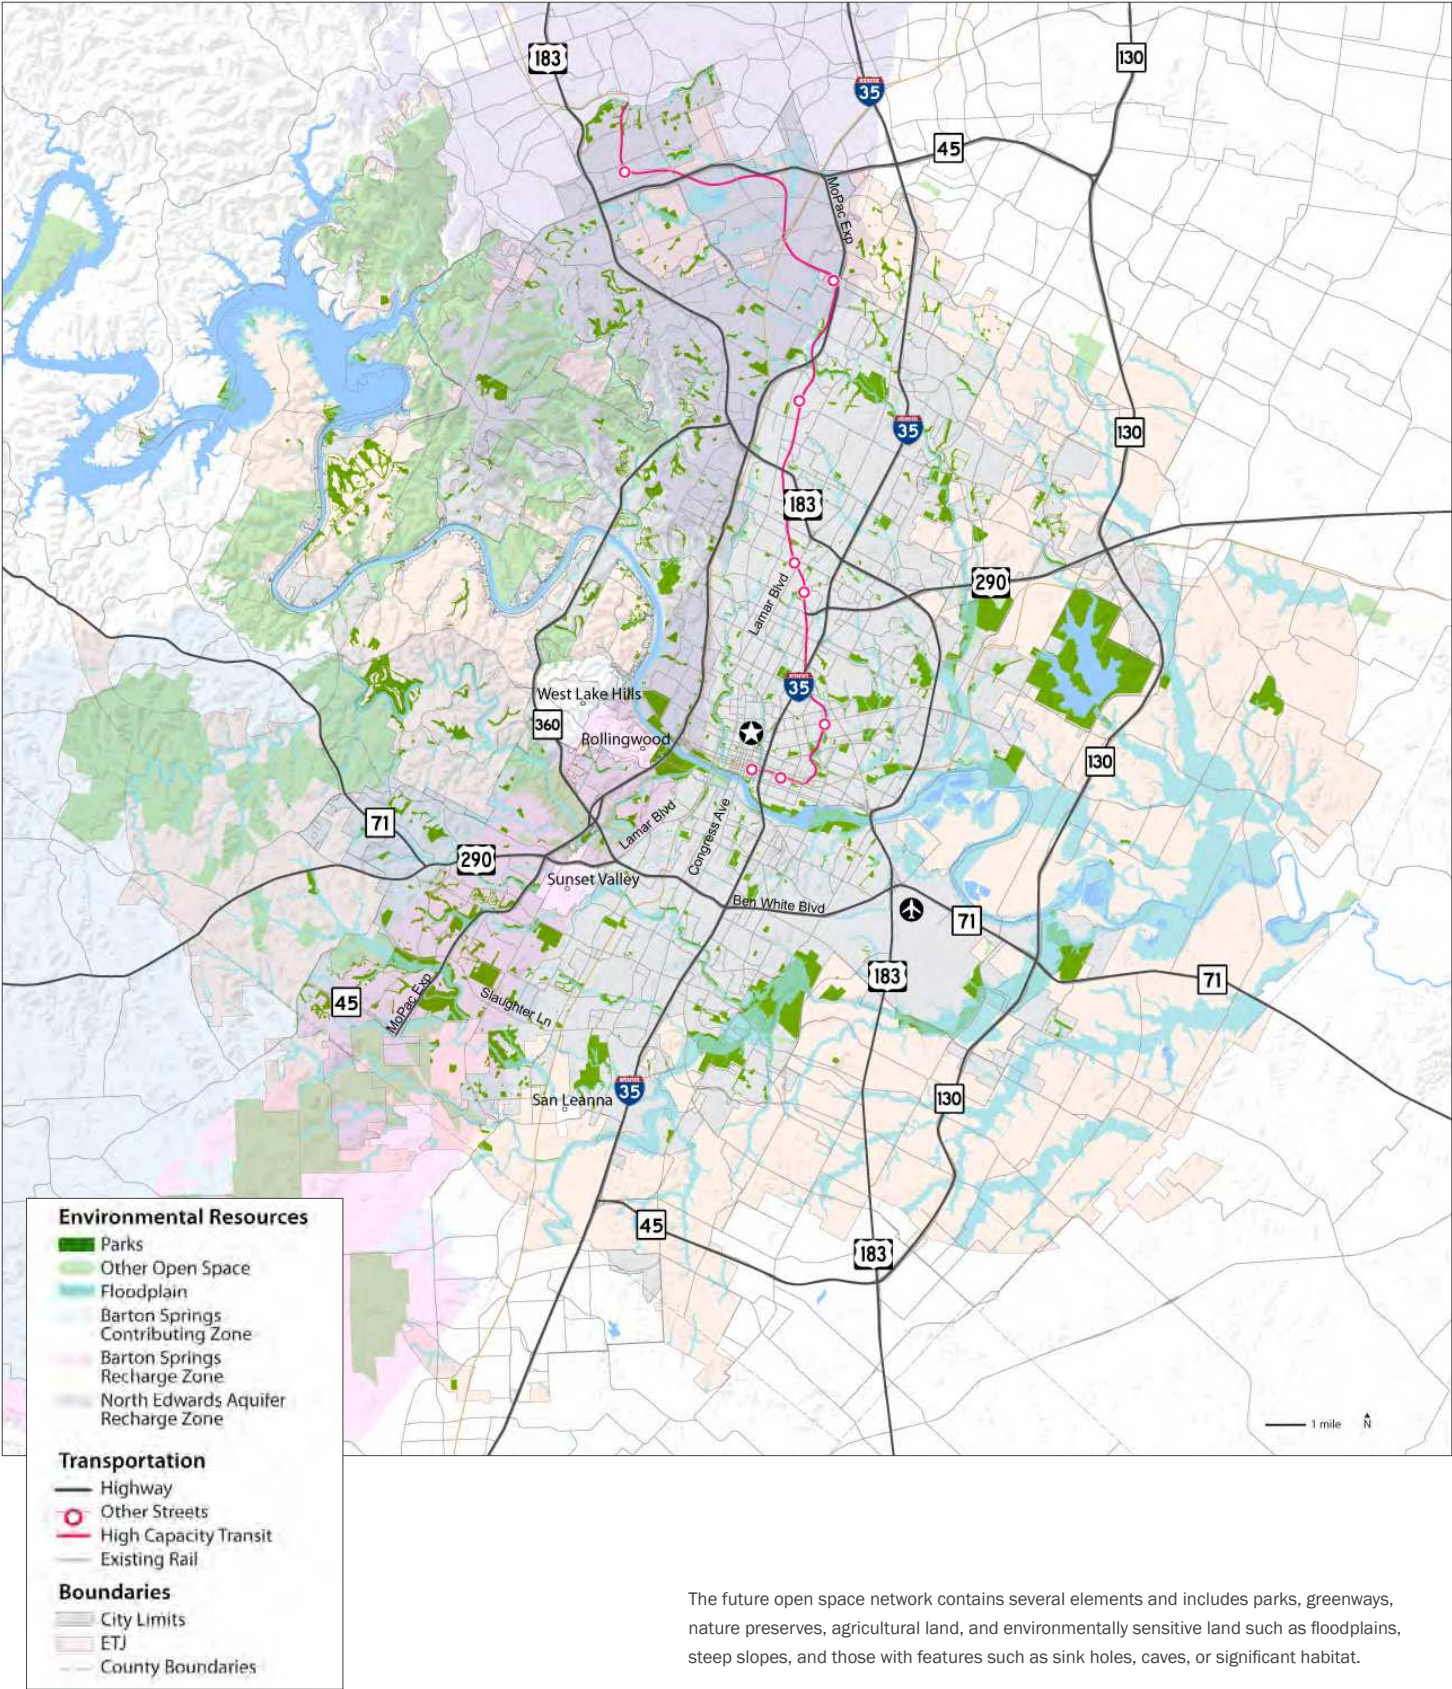 183
35
130
45
MoPac Exp
35
130
183
290
Lamar Blvd
35
West Lake Hills
360
Rollingwood
130
71
Lamar Blvd
Congress Ave
290
Sunset Valley
Ben White Blvd
71
183
71
45
MoPac Exp
Slaughter Ln
35
San Leanna
130
45
183
1 mile
N
Environmental Resources
Parks
Other Open Space
Floodplain
Barton Springs
Contributing Zone
Barton Springs
Recharge Zone
North Edwards Aquifer
Recharge Zone
Transportation
Highway
Other Streets
High Capacity Transit
Existing Rail
Boundaries
City Limits
ETJ
County Boundaries
The future open space network contains several elements and includes parks, greenways,
nature preserves, agricultural land, and environmentally sensitive land such as floodplains,
steep slopes, and those with features such as sink holes, caves, or significant habitat.